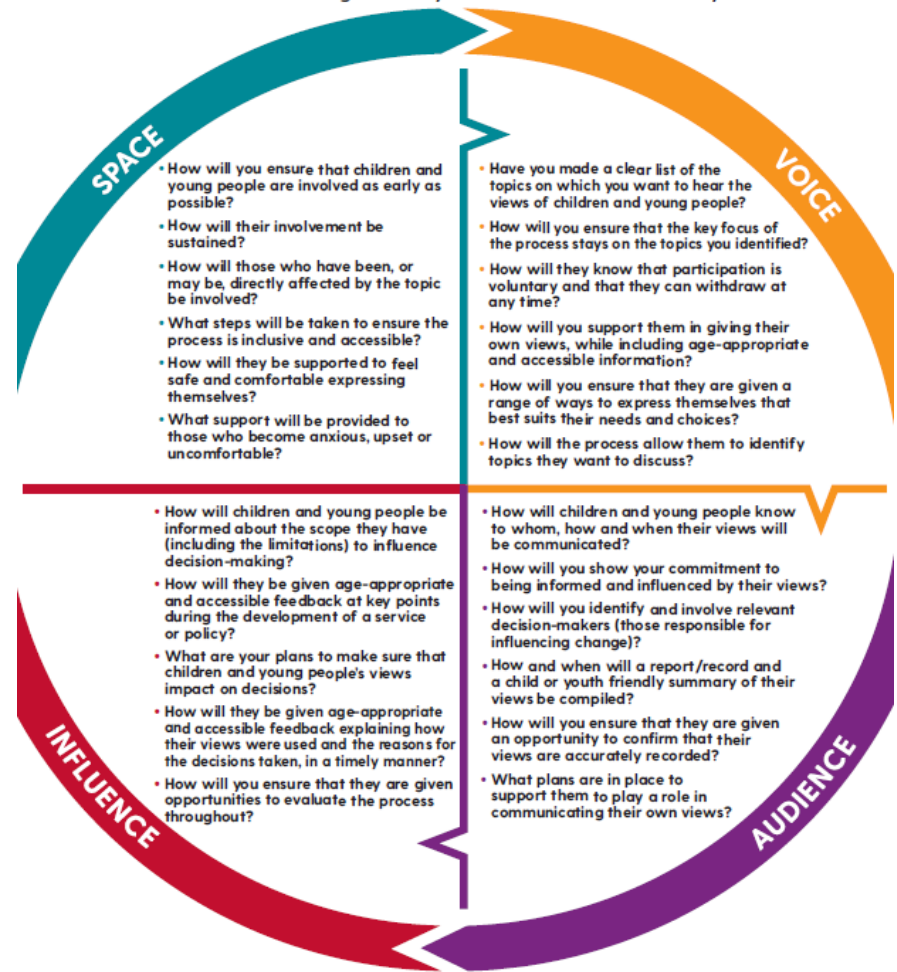 SPACE
• How will you ensure that children and
young people are involved as early as
possible?
• How will their involvement be
sustained?
• How will those who have been, or
may be, directly affected by the topic
be involved?
• What steps will be taken to ensure the
process is inclusive and accessible?
• How will they be supported to feel
safe and comfortable expressing
themselves?
• What support will be provided to
those who become anxious, upset or
uncomfortable?
VOICE
• Have you made a clear list of the
topics on which you want to hear the
views of children and young people?
• How will you ensure that the key focus of
the process stays on the topics you identified?
• How will they know that participation is
voluntary and that they can withdraw at
any time?
• How will you support them in giving their
own views, while including age-appropriate
and accessible information?
• How will you ensure that they are given a
range of ways to express themselves that
best suits their needs and choices?
• How will the process allow them to identify
topics they want to discuss?
INFLUENCE
• How will children and young people be
informed about the scope they have
(including the limitations) to influence
decision-making?
• How will they be given age-appropriate
and accessible feedback at key points
during the development of a service
or policy?
• What are your plans to make sure that
children and young people's views
impact on decisions?
• How will they be given age-appropriate
and accessible feedback explaining how
their views were used and the reasons for
the decisions taken, in a timely manner?
• How will you ensure that they are given
opportunities to evaluate the process
throughout?
AUDIENCE
• How will children and young people know
to whom, how and when their views will
be communicated?
• How will you show your commitment to
being informed and influenced by their views?
• How will you identify and involve relevant
decision-makers (those responsible for
influencing change)?
• How and when will a report/record and
a child or youth friendly summary of their
views be compiled?
• How will you ensure that they are given
an opportunity to confirm that their
views are accurately recorded?
• What plans are in place to
support them to play a role in
communicating their own views?